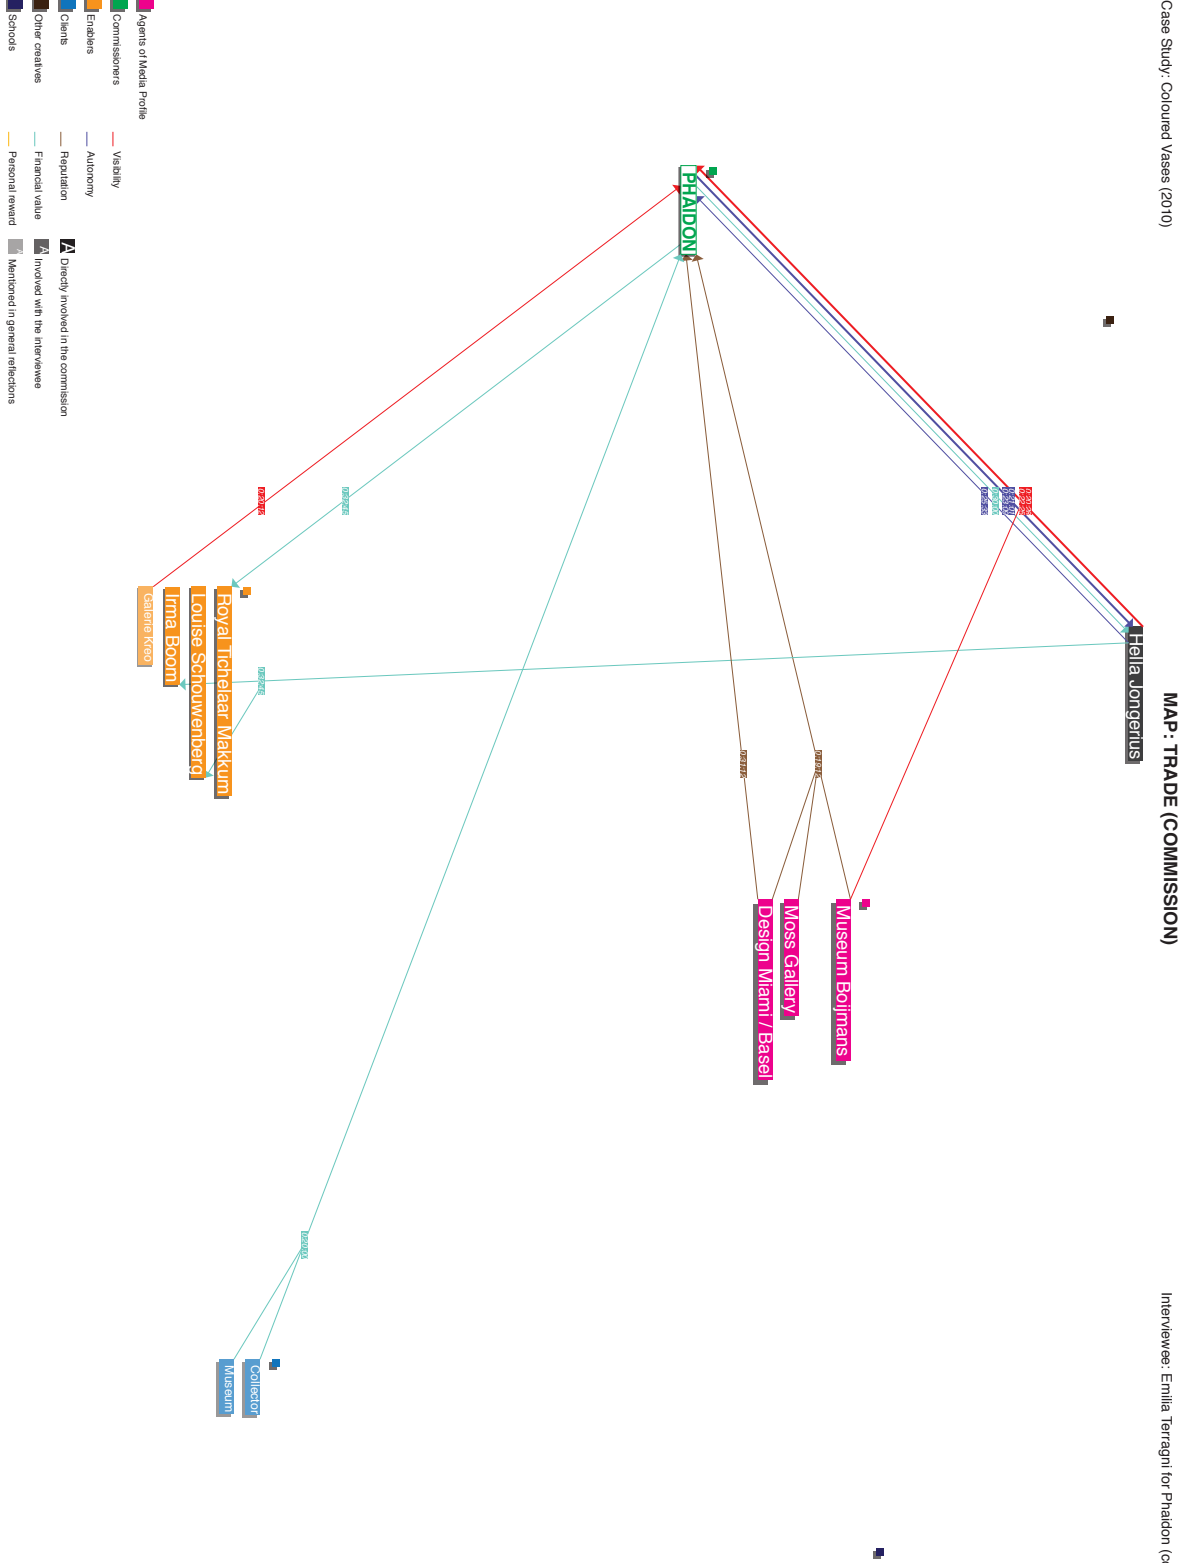 Case Study: Coloured Vases (2010)
MAP: TRADE (COMMISSION)
Interviewee: Emilia Terragni for Phaidon
Hella Jongerius
PHAIDON
Museum Boijmans
Moss Gallery
Design Miami / Basel
Royal Tichelaar Makkum
Louise Schouwenberg
Irma Boom
Galerie Kreo
Collector
Museum
Agents of Media Profile
Commissioners
Enablers
Clients
Other creatives
Schools
Visibility
Autonomy
Reputation
Financial value
Personal reward
A Directly involved in the commission
A Involved with the interviewee
A Mentioned in general reflections